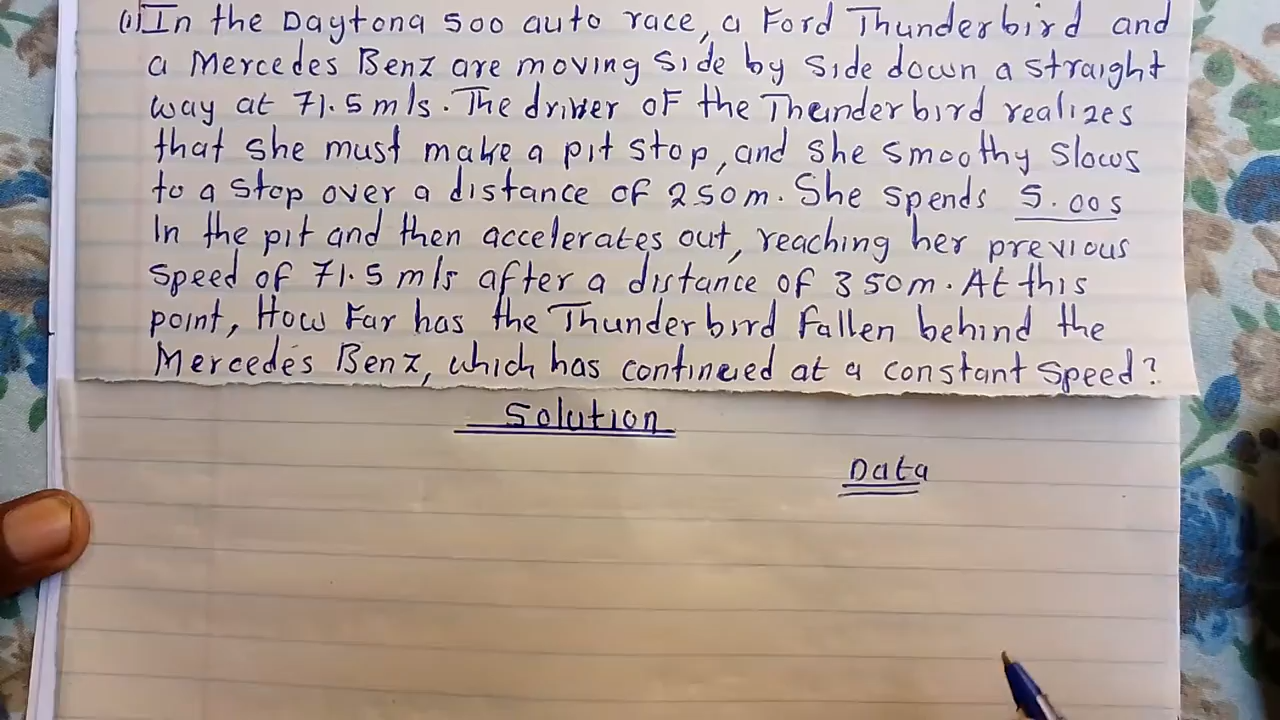 (1) In the Daytona 500 auto race, a Ford Thunderbird and
a Mercedes Benz are moving side by side down a straight
way at 71.5 m/s. The driver of the Thunderbird realizes
that she must make a pit stop, and she smoothy slows
to a stop over a distance of 250m. She spends 5.00s
In the pit and then accelerates out, reaching her previous
speed of 71.5 m/s after a distance of 350m. At this
point, How Far has the Thunderbird fallen behind the
Mercedes Benz, which has continued at a constant speed?
Solution
Data